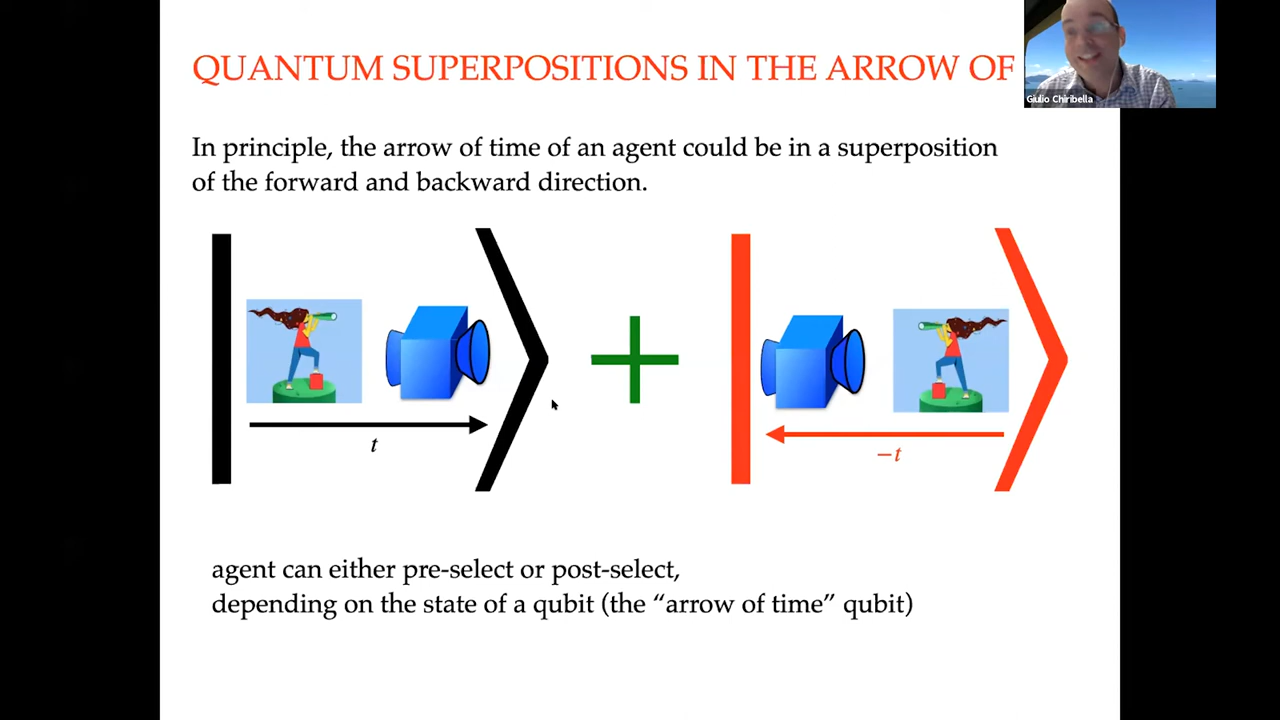 QUANTUM SUPERPOSITIONS IN THE ARROW OF
Giulio Chiribella
In principle, the arrow of time of an agent could be in a superposition
of the forward and backward direction.
t
−t
agent can either pre-select or post-select,
depending on the state of a qubit (the “arrow of time” qubit)